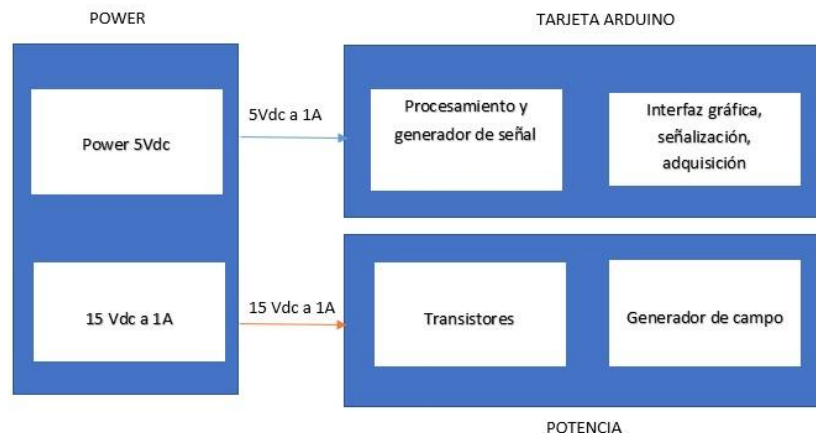 POWER
TARJETA ARDUINO
Power 5Vdc
5Vdc a 1A
Procesamiento y
generador de señal
Interfaz gráfica,
señalización,
adquisición
15 Vdc a 1A
15 Vdc a 1A
Transistores
Generador de campo
POTENCIA